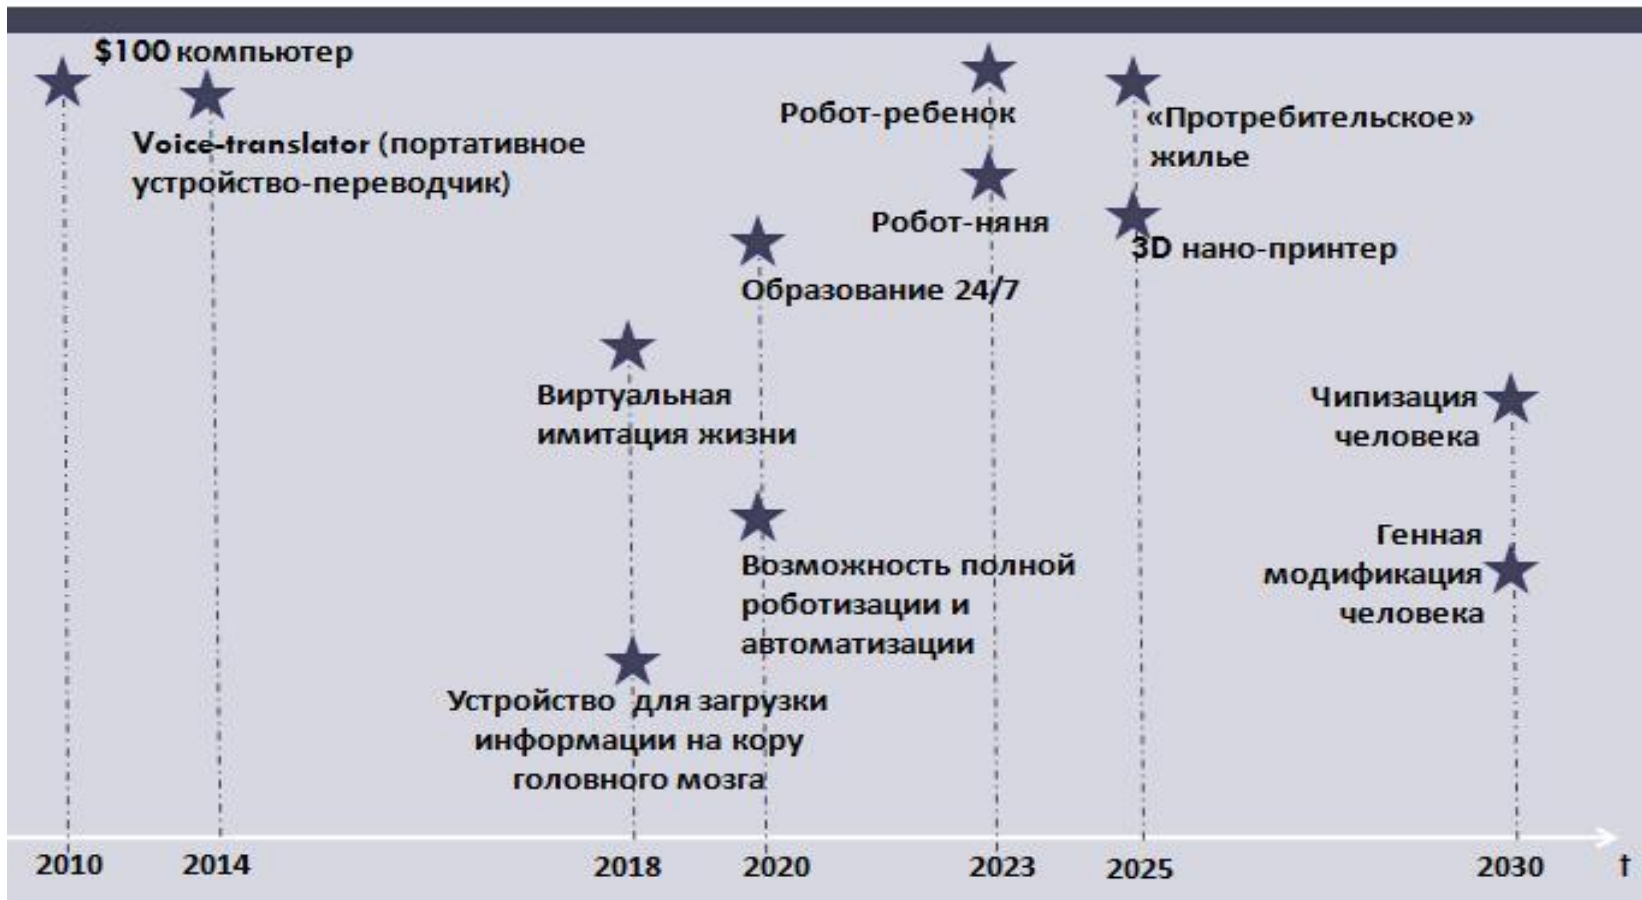 $100 компьютер
Voice-translator (портативное
устройство-переводчик)
Робот-ребенок
«Протребительское»
жилье
Робот-няня
3D нано-принтер
Образование 24/7
Виртуальная
имитация жизни
Чипизация
человека
Возможность полной
роботизации и
автоматизации
Генная
модификация
человека
Устройство для загрузки
информации на кору
головного мозга
2010 2014 2018 2020 2023 2025 2030 t